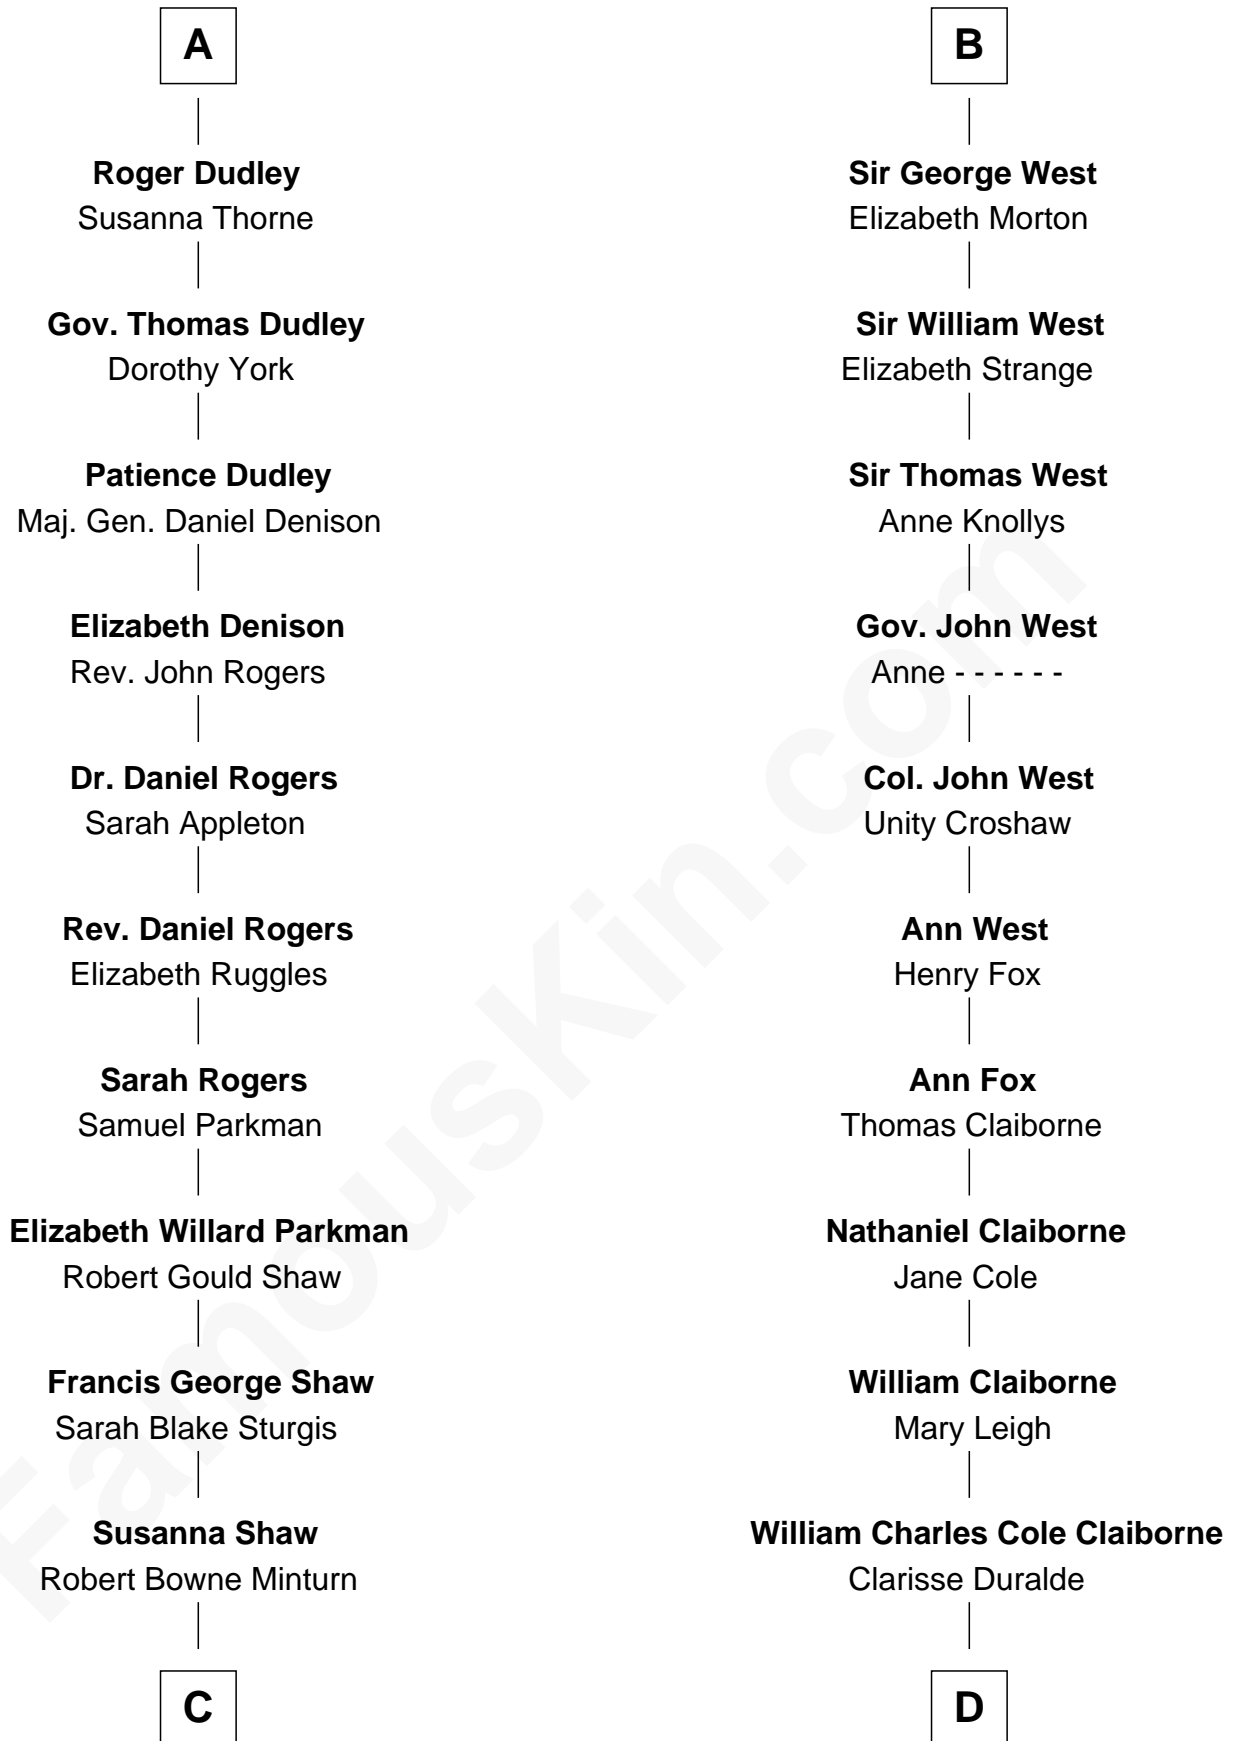 A
Roger Dudley
Susanna Thorne
Gov. Thomas Dudley
Dorothy York
Patience Dudley
Maj. Gen. Daniel Denison
Elizabeth Denison
Rev. John Rogers
Dr. Daniel Rogers
Sarah Appleton
Rev. Daniel Rogers
Elizabeth Ruggles
Sarah Rogers
Samuel Parkman
Elizabeth Willard Parkman
Robert Gould Shaw
Francis George Shaw
Sarah Blake Sturgis
Susanna Shaw
Robert Bowne Minturn
C
B
Sir George West
Elizabeth Morton
Sir William West
Elizabeth Strange
Sir Thomas West
Anne Knollys
Gov. John West
Anne - - - - - -
Col. John West
Unity Croshaw
Ann West
Henry Fox
Ann Fox
Thomas Claiborne
Nathaniel Claiborne
Jane Cole
William Claiborne
Mary Leigh
William Charles Cole Claiborne
Clarisse Duralde
D
FamousKin.com